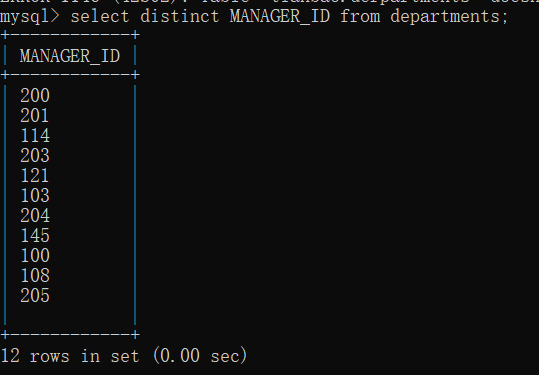 mysql> select distinct MANAGER_ID from departments;
+------------+
| MANAGER_ID |
+------------+
| 200        |
| 201        |
| 114        |
| 203        |
| 121        |
| 103        |
| 204        |
| 145        |
| 100        |
| 108        |
| 205        |
|            |
+------------+
12 rows in set (0.00 sec)